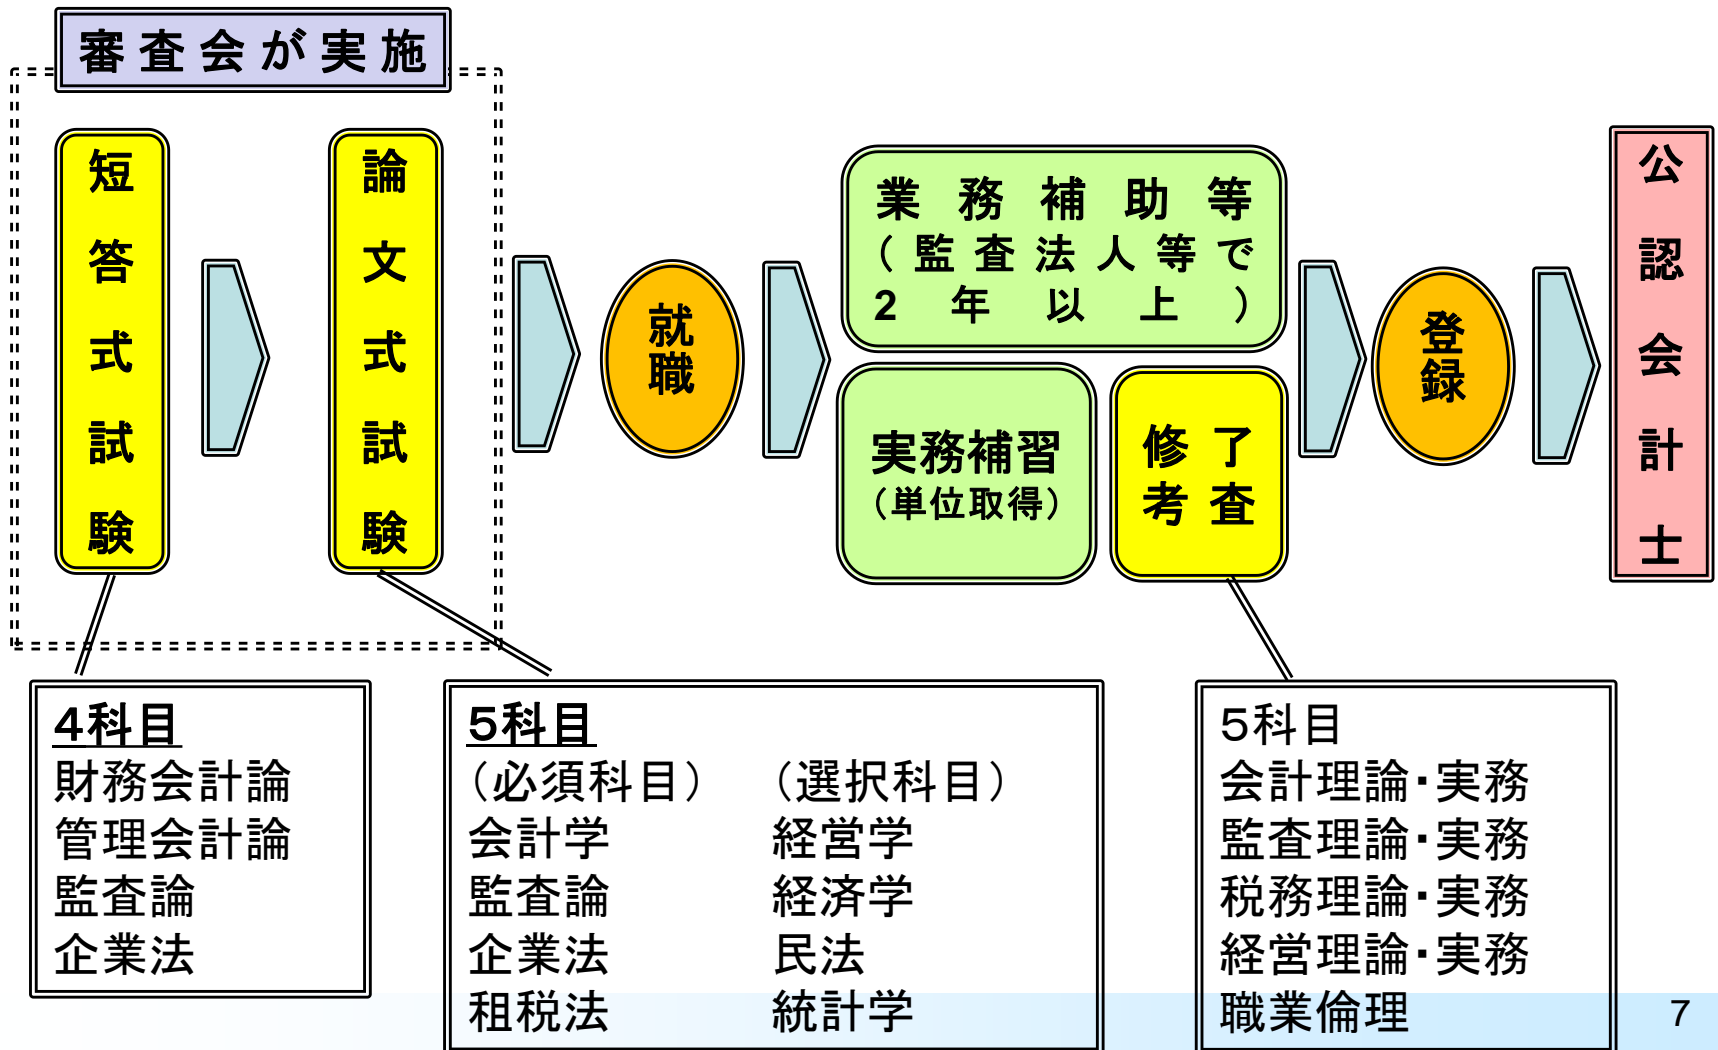 審査会が実施
短答式試験
論文式試験
就職
業務補助等
（監査法人等で
2年以上）
実務補習
（単位取得）
修了
考査
登録
公認会計士
４科目
財務会計論
管理会計論
監査論
企業法
５科目
（必須科目） （選択科目）
会計学 経営学
監査論 経済学
企業法 民法
租税法 統計学
５科目
会計理論・実務
監査理論・実務
税務理論・実務
経営理論・実務
職業倫理
7